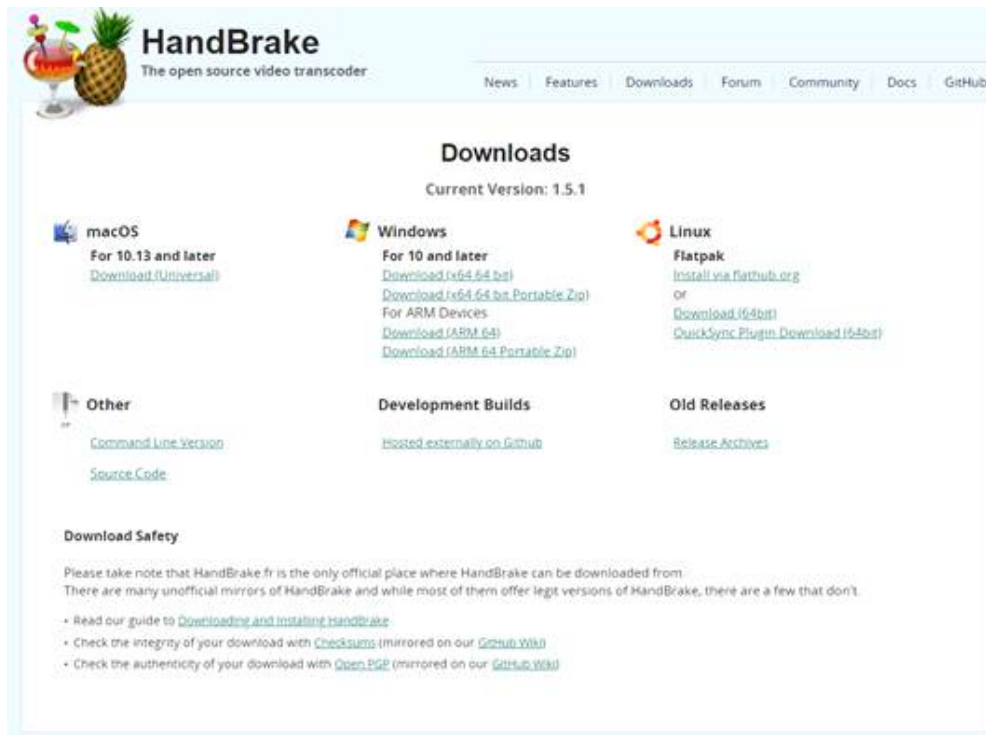 HandBrake
The open source video transcoder
News Features Downloads Forum Community Docs GitHub
Downloads
Current Version: 1.5.1
macOS
For 10.13 and later
Download (Universal)
Windows
For 10 and later
Download (x64 64 bit)
Download (x64 64 bit Portable Zip)
For ARM Devices
Download (ARM 64)
Download (ARM 64 Portable Zip)
Linux
Flatpak
Install via flathub.org
or
Download (64bit)
QuickSync Plugin Download (64bit)
Other
Command Line Version
Source Code
Development Builds
Hosted externally on Github
Old Releases
Release Archives
Download Safety
Please take note that HandBrake.fr is the only official place where HandBrake can be downloaded from.
There are many unofficial mirrors of HandBrake and while most of them offer legit versions of HandBrake, there are a few that don't.
• Read our guide to Downloading and Installing HandBrake
• Check the integrity of your download with Checksums (mirrored on our GitHub Wiki)
• Check the authenticity of your download with Open PGP (mirrored on our GitHub Wiki)